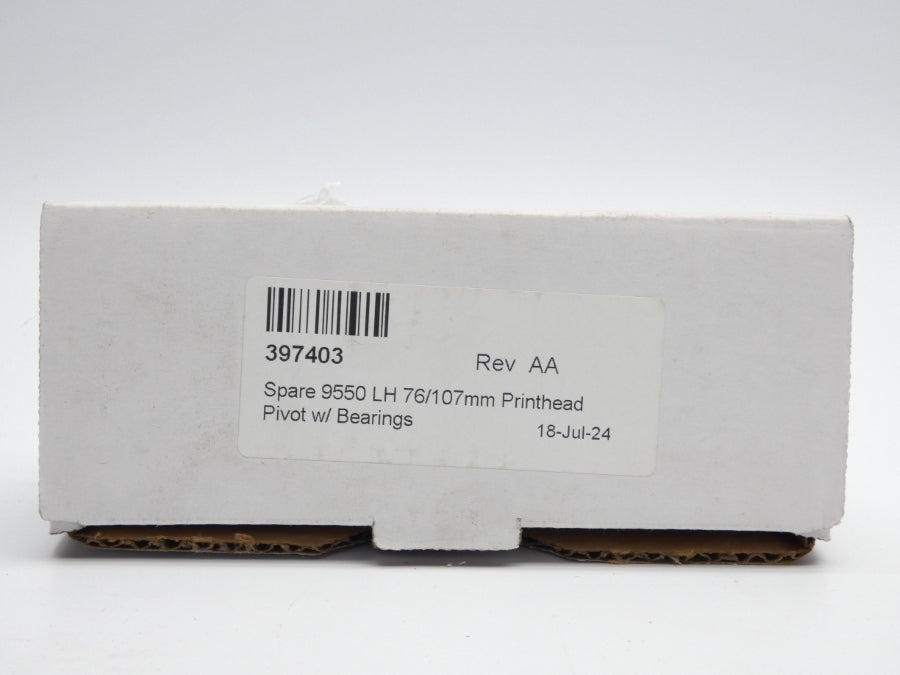 397403
Rev AA
Spare 9550 LH 76/107mm Printhead
Pivot w/ Bearings
18-Jul-24